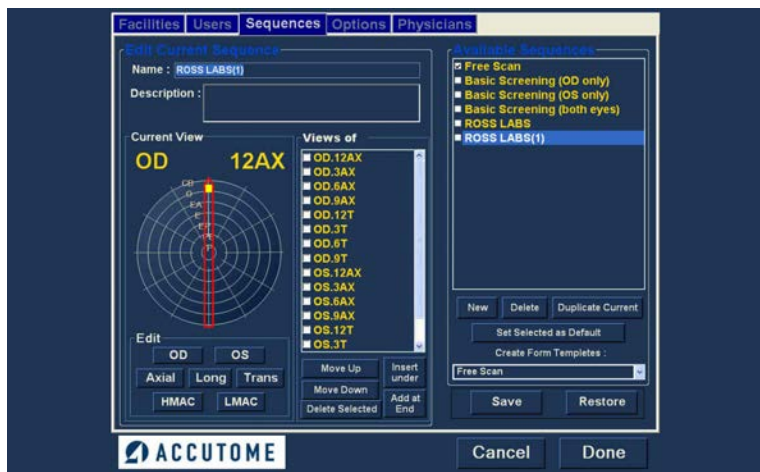 Facilities Users Sequences Options Physicians
Edit Current Sequence
Name : ROSS LABS(1)
Description :
Current View
OD 12AX
CD
O
EA
E
EP
PE
P
Edit
OD OS
Axial Long Trans
HMAC LMAC
Views of
OD.12AX
OD.3AX
OD.6AX
OD.9AX
OD.12T
OD.3T
OD.6T
OD.9T
OS.12AX
OS.3AX
OS.6AX
OS.9AX
OS.12T
OS.3T
Move Up
Move Down
Delete Selected
Insert
under
Add at
End
Available Sequences
Free Scan
Basic Screening (OD only)
Basic Screening (OS only)
Basic Screening (both eyes)
ROSS LABS
ROSS LABS(1)
New Delete Duplicate Current
Set Selected as Default
Create Form Templetes :
Free Scan
Save Restore
ACCUTOME
Cancel Done